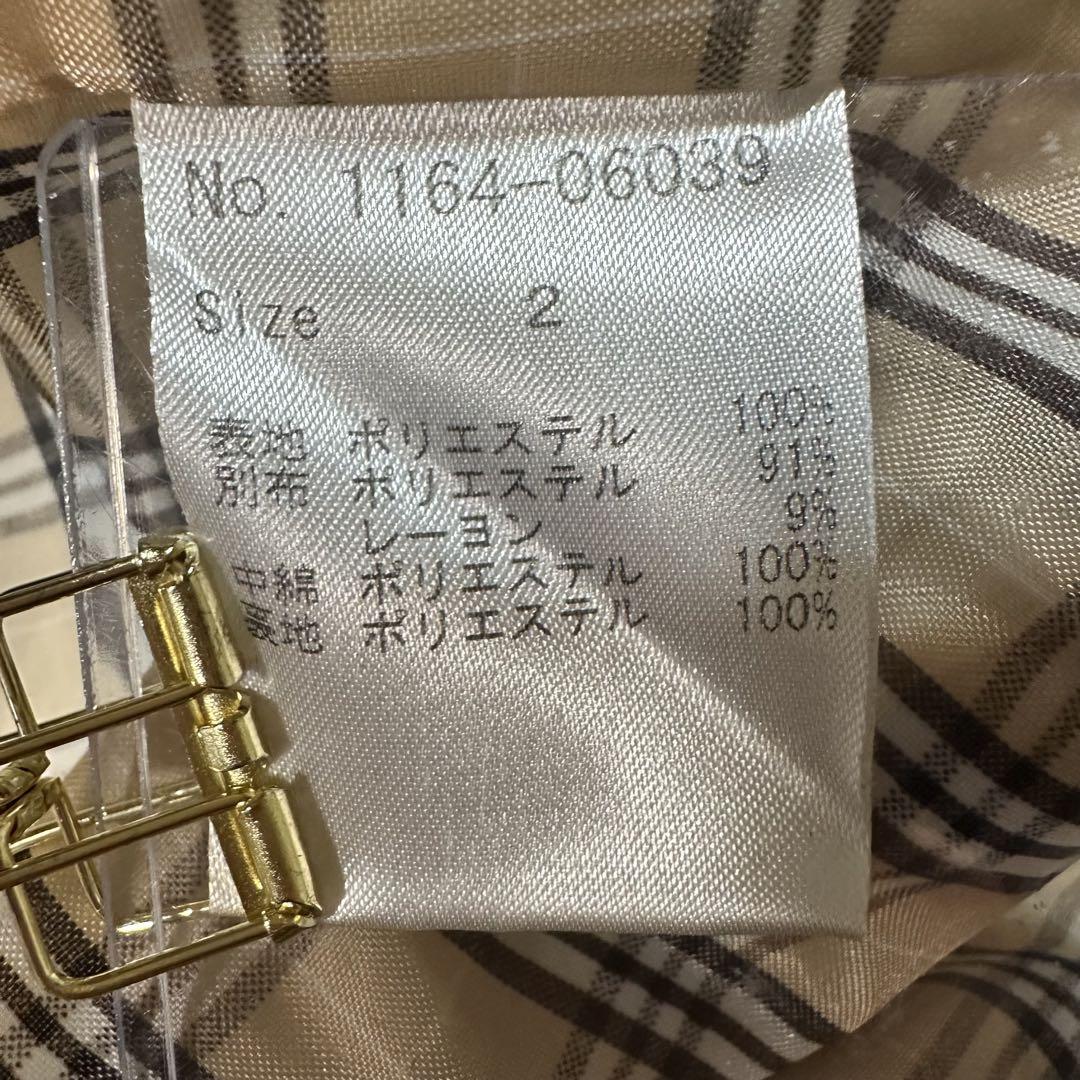 No. 1164-06039
Size 2
表地 ポリエステル 100%
別布 ポリエステル 91%
レーヨン 9%
中綿 ポリエステル 100%
裏地 ポリエステル 100%